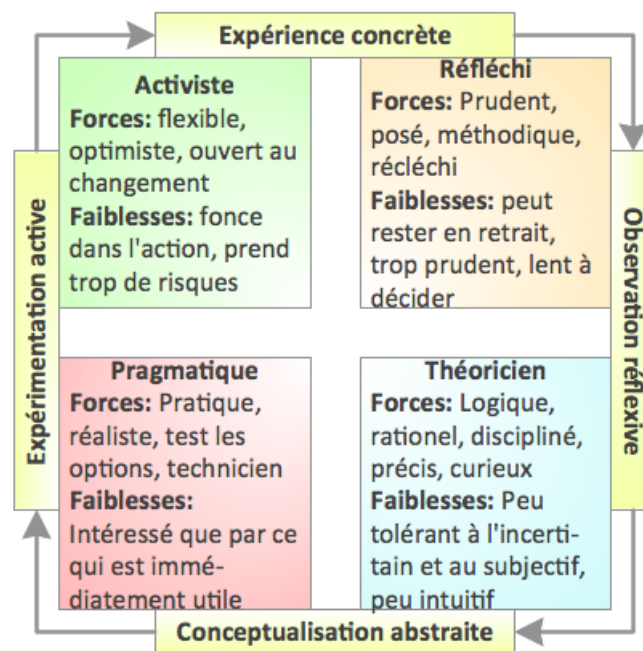 Expérience concrète
Activiste
Forces: flexible,
optimiste, ouvert au
changement
Faiblesses: fonce
dans l'action, prend
trop de risques
Réfléchi
Forces: Prudent,
posé, méthodique,
récléchi
Faiblesses: peut
rester en retrait,
trop prudent, lent à
décider
Expérimentation active
Observation réflexive
Pragmatique
Forces: Pratique,
réaliste, test les
options, technicien
Faiblesses:
Intéressé que par ce
qui est immé-
diatement utile
Théoricien
Forces: Logique,
rationel, discipliné,
précis, curieux
Faiblesses: Peu
tolérant à l'incerti-
tain et au subjectif,
peu intuitif
Conceptualisation abstraite